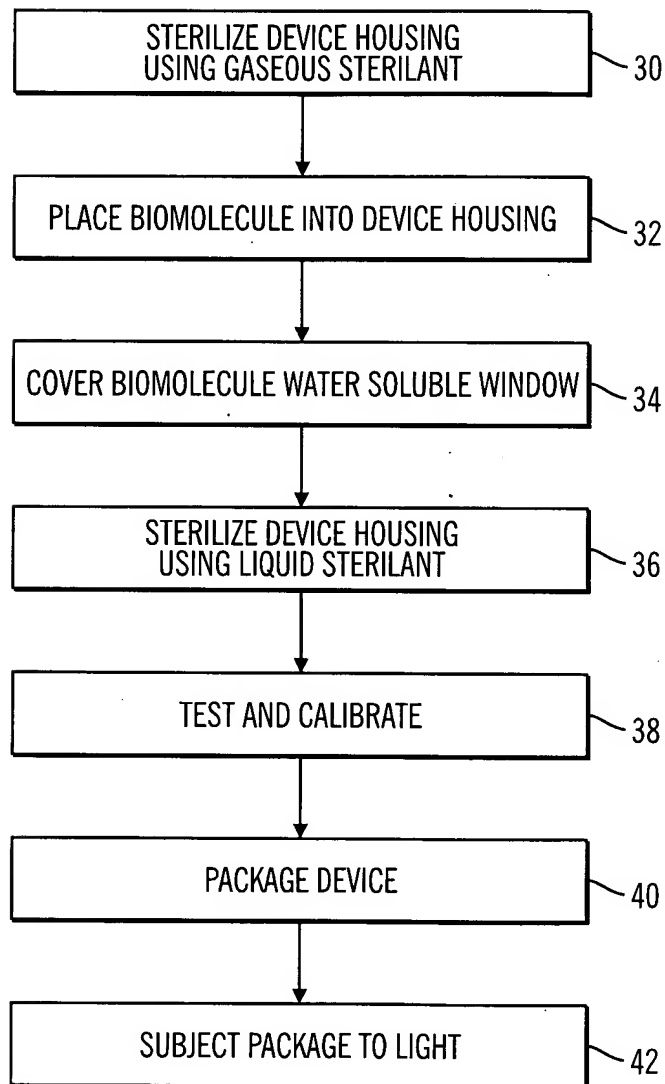 STERILIZE DEVICE HOUSING
USING GASEOUS STERILANT
30
PLACE BIOMOLECULE INTO DEVICE HOUSING
32
COVER BIOMOLECULE WATER SOLUBLE WINDOW
34
STERILIZE DEVICE HOUSING
USING LIQUID STERILANT
36
TEST AND CALIBRATE
38
PACKAGE DEVICE
40
SUBJECT PACKAGE TO LIGHT
42